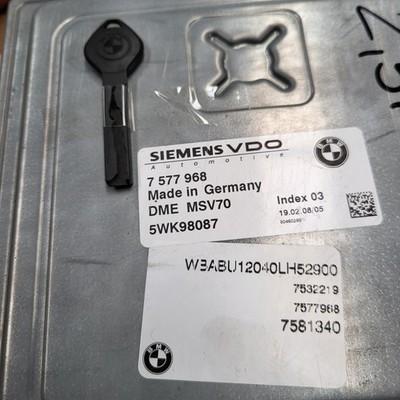 SIEMENS VDO
Automotive
7 577 968
Made in Germany
DME MSV70
5WK98087
Index 03
19.02.08/05
WBABU12040LH52900
7532219
7577968
7581340
BMW